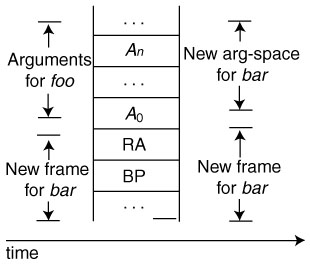 ...
An
...
A0
RA
BP
...
Arguments
for foo
New frame
for bar
New arg-space
for bar
New frame
for bar
time